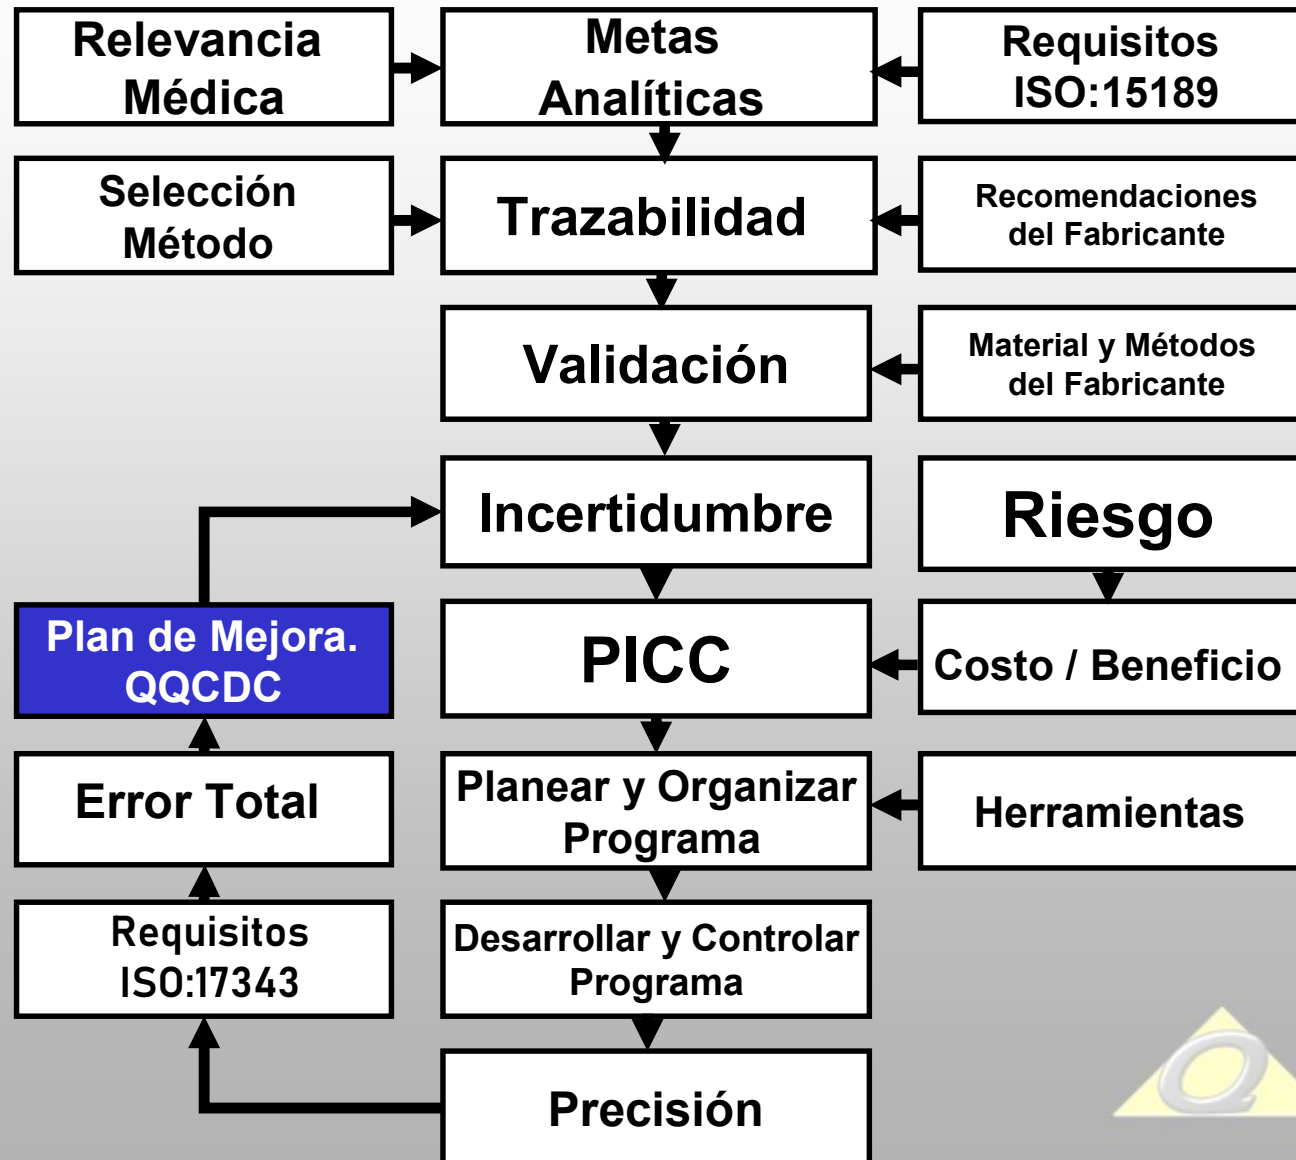 Relevancia
Médica
Metas
Analíticas
Requisitos
ISO:15189
Selección
Método
Trazabilidad
Recomendaciones
del Fabricante
Validación
Material y Métodos
del Fabricante
Incertidumbre
Riesgo
Plan de Mejora.
QQCDC
PICC
Costo / Beneficio
Error Total
Planear y Organizar
Programa
Herramientas
Requisitos
ISO:17343
Desarrollar y Controlar
Programa
Precisión
Q